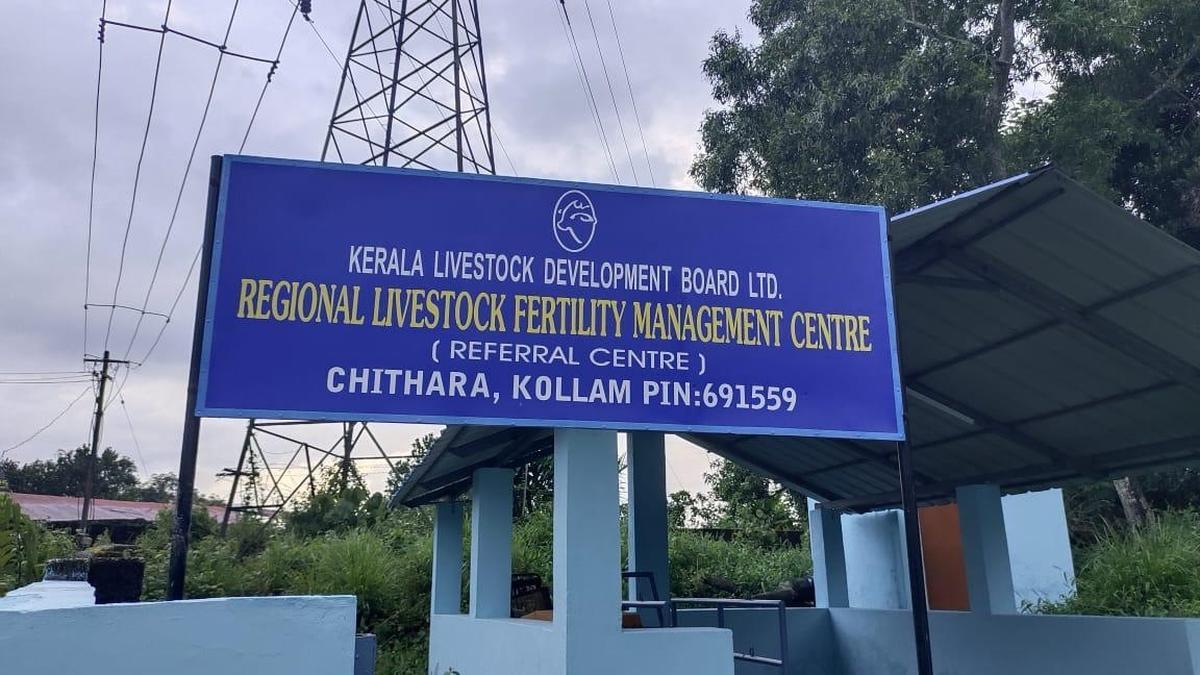 KERALA LIVESTOCK DEVELOPMENT BOARD LTD.
REGIONAL LIVESTOCK FERTILITY MANAGEMENT CENTRE
( REFERRAL CENTRE )
CHITHARA, KOLLAM PIN:691559